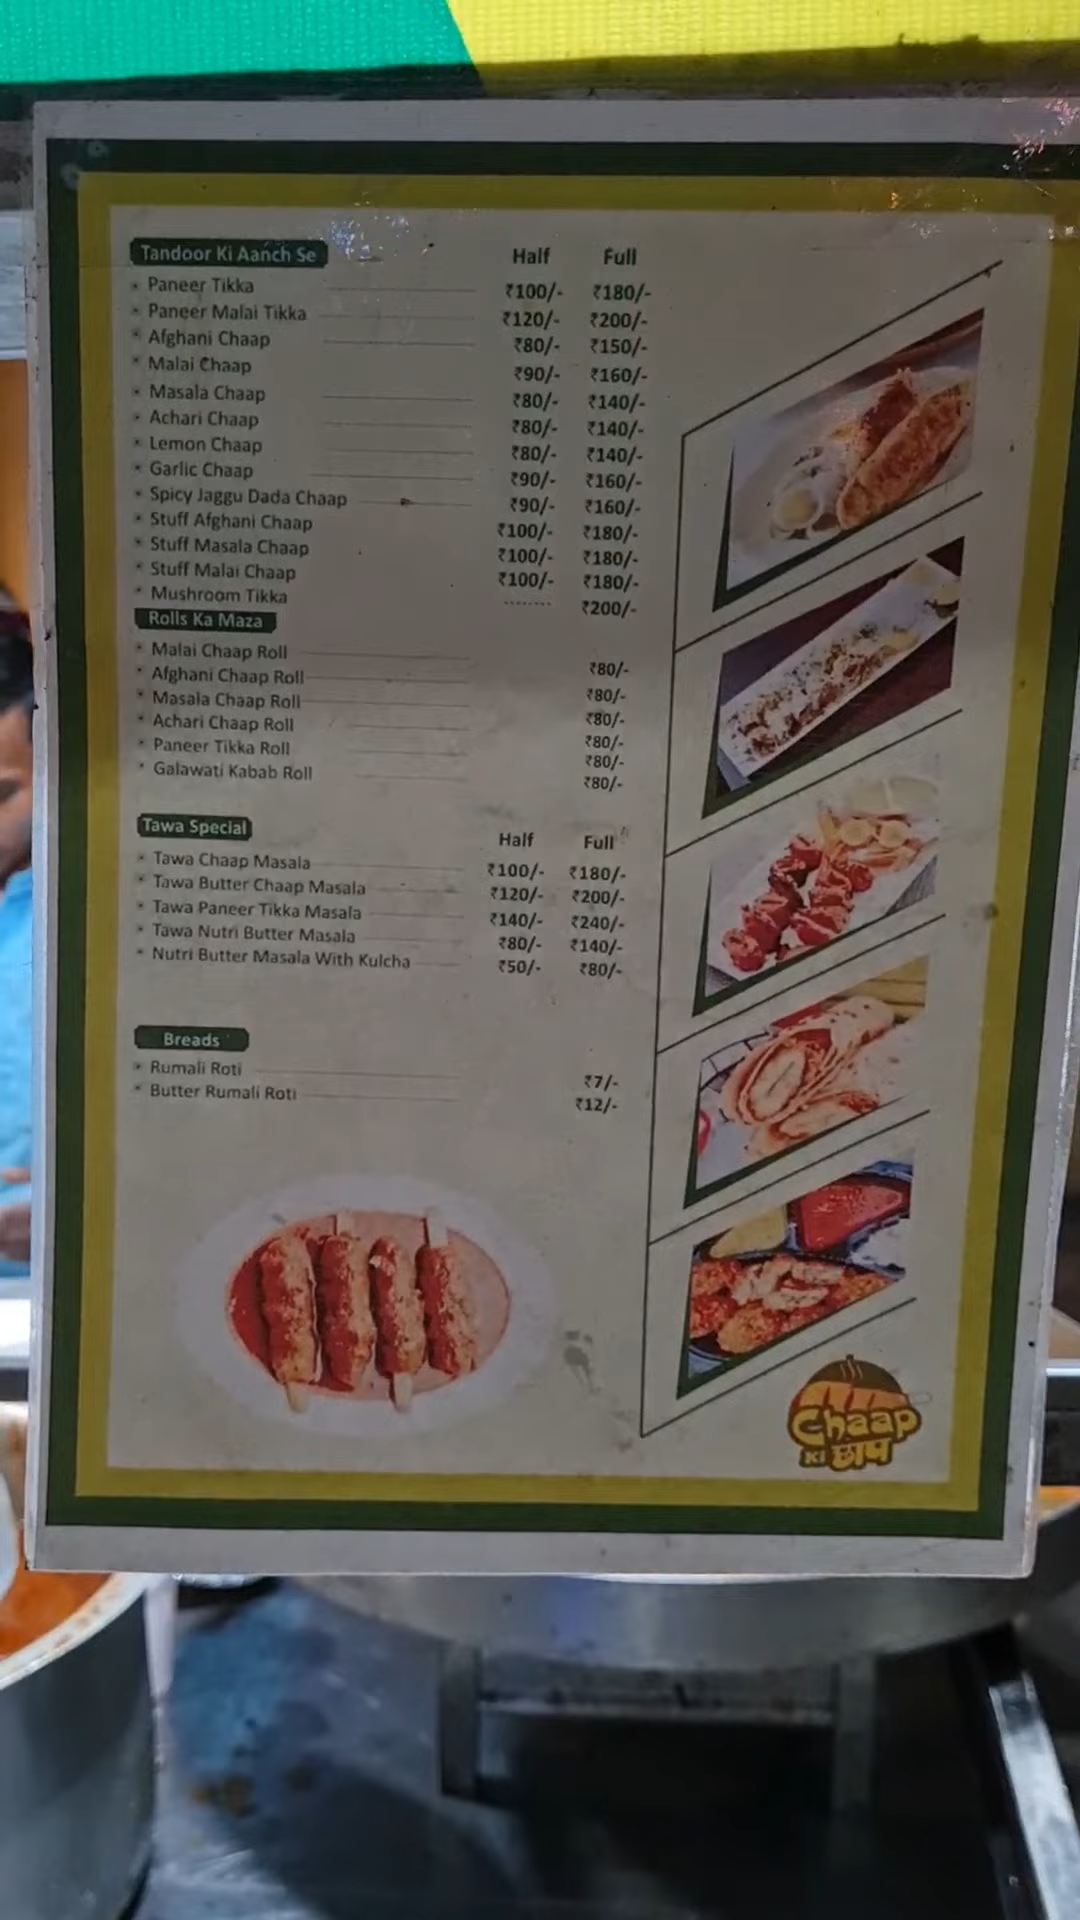 Tandoor Ki Aanch Se Half Full
Paneer Tikka ₹100/- ₹180/-
Paneer Malai Tikka ₹120/- ₹200/-
Afghani Chaap ₹80/- ₹150/-
Malai Chaap ₹90/- ₹160/-
Masala Chaap ₹80/- ₹140/-
Achari Chaap ₹80/- ₹140/-
Lemon Chaap ₹80/- ₹140/-
Garlic Chaap ₹90/- ₹160/-
Spicy Jaggu Dada Chaap ₹90/- ₹160/-
Stuff Afghani Chaap ₹100/- ₹180/-
Stuff Masala Chaap ₹100/- ₹180/-
Stuff Malai Chaap ₹100/- ₹180/-
Mushroom Tikka ------- ₹200/-
Rolls Ka Maza
Malai Chaap Roll ₹80/-
Afghani Chaap Roll ₹80/-
Masala Chaap Roll ₹80/-
Achari Chaap Roll ₹80/-
Paneer Tikka Roll ₹80/-
Galawati Kabab Roll ₹80/-
Tawa Special Half Full
Tawa Chaap Masala ₹100/- ₹180/-
Tawa Butter Chaap Masala ₹120/- ₹200/-
Tawa Paneer Tikka Masala ₹140/- ₹240/-
Tawa Nutri Butter Masala ₹80/- ₹140/-
Nutri Butter Masala With Kulcha ₹50/- ₹80/-
Breads
Rumali Roti ₹7/-
Butter Rumali Roti ₹12/-
Chaap
KI छाप